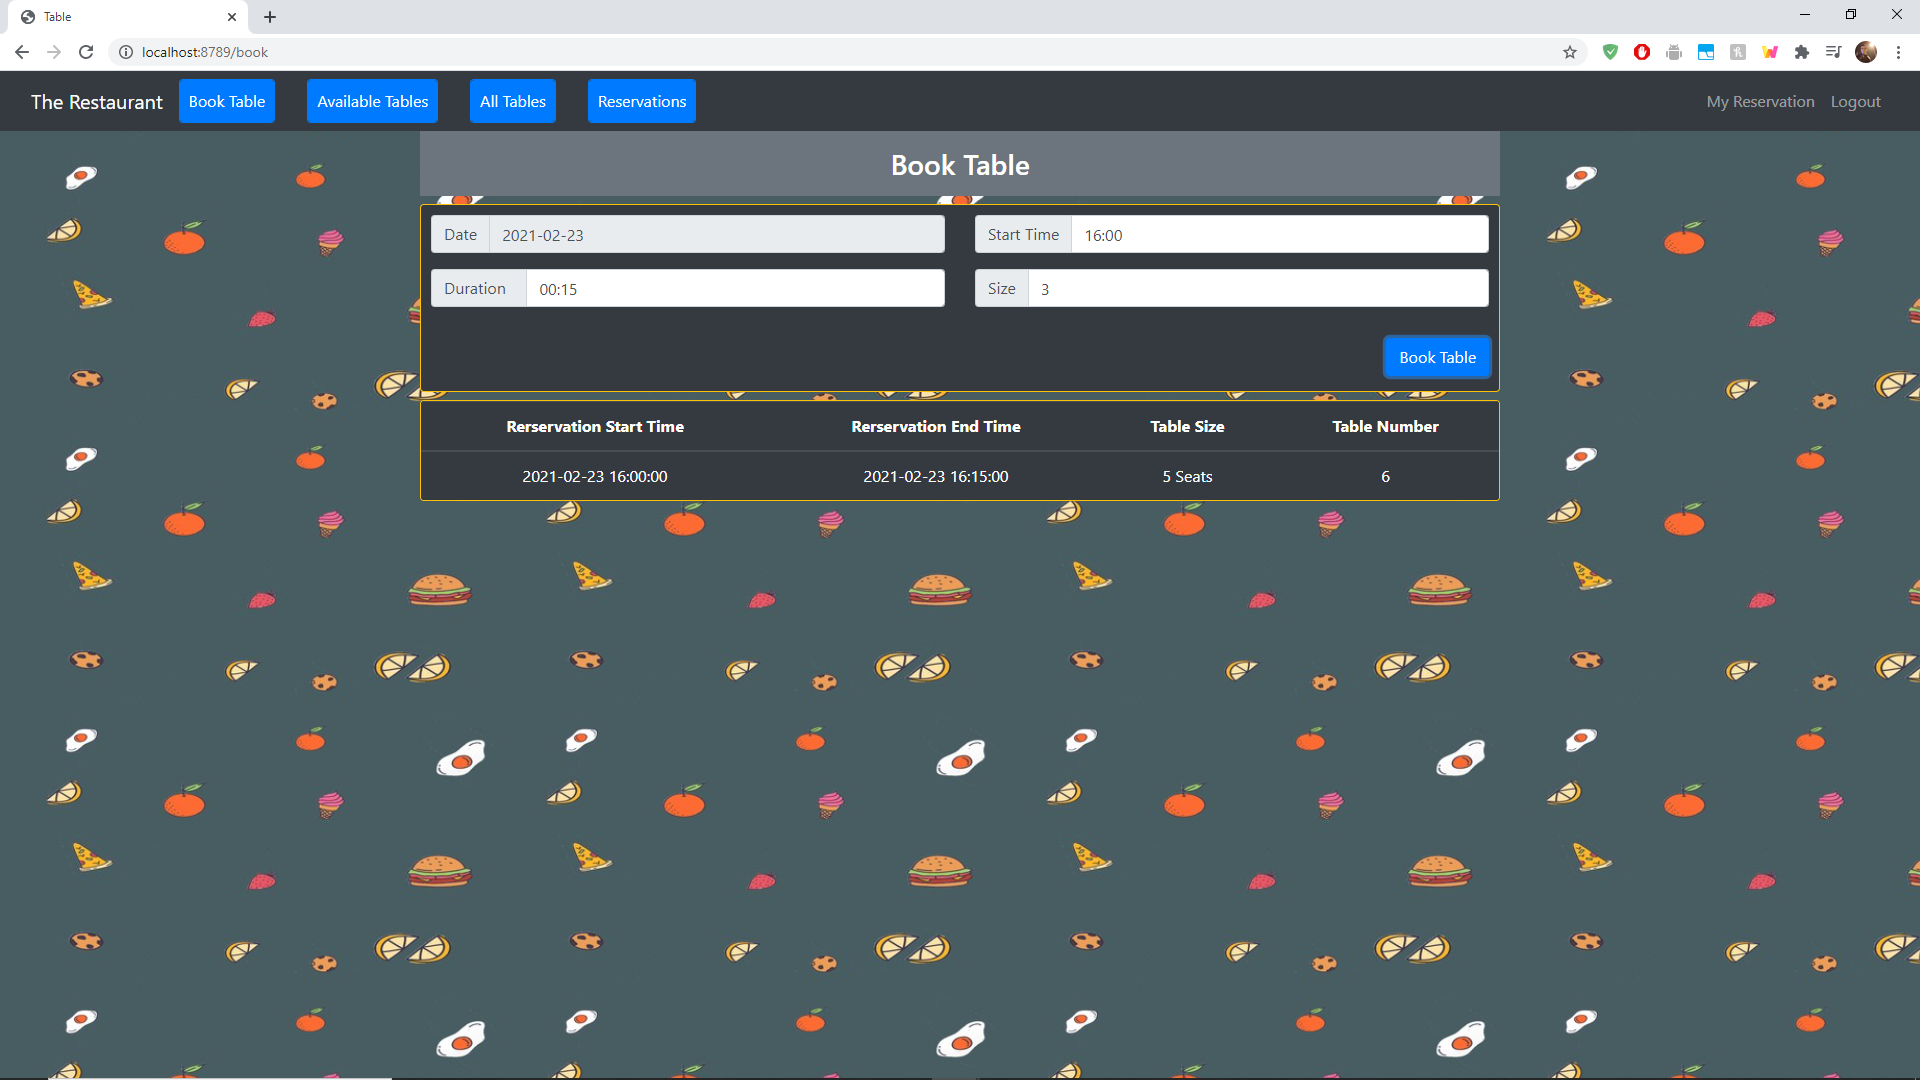 Table
localhost:8789/book
The Restaurant Book Table Available Tables All Tables Reservations My Reservation Logout
Book Table
Date 2021-02-23 Start Time 16:00
Duration 00:15 Size 3
Book Table
Rerservation Start Time Rerservation End Time Table Size Table Number
2021-02-23 16:00:00 2021-02-23 16:15:00 5 Seats 6